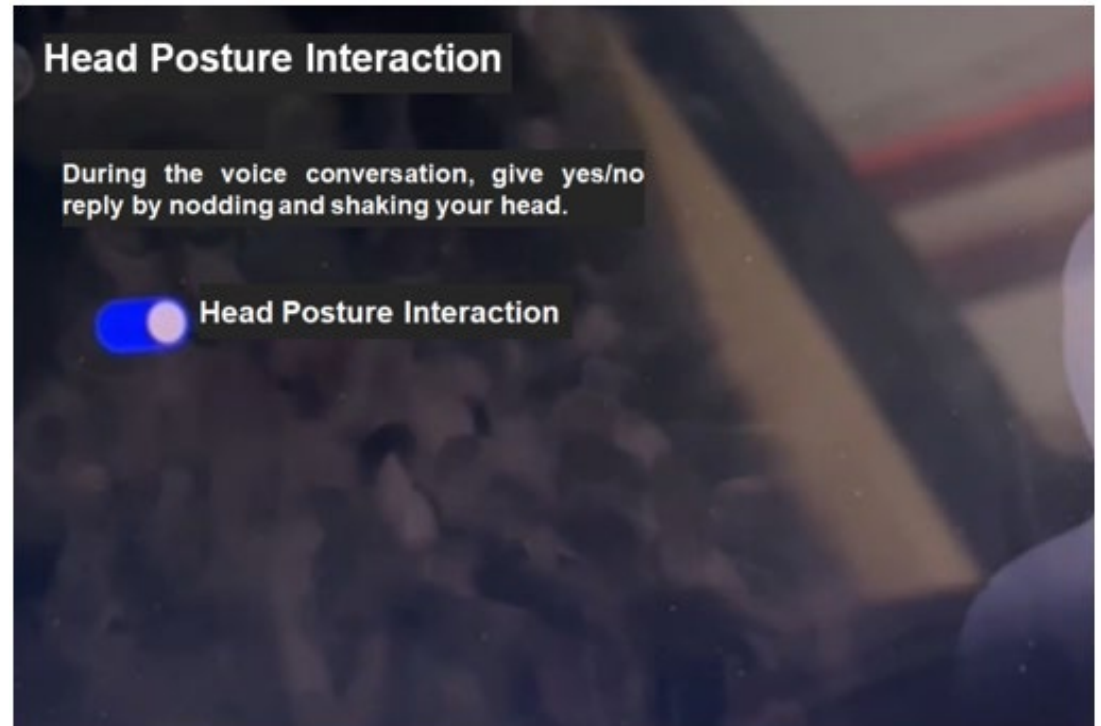 Head Posture Interaction
During the voice conversation, give yes/no
reply by nodding and shaking your head.
Head Posture Interaction